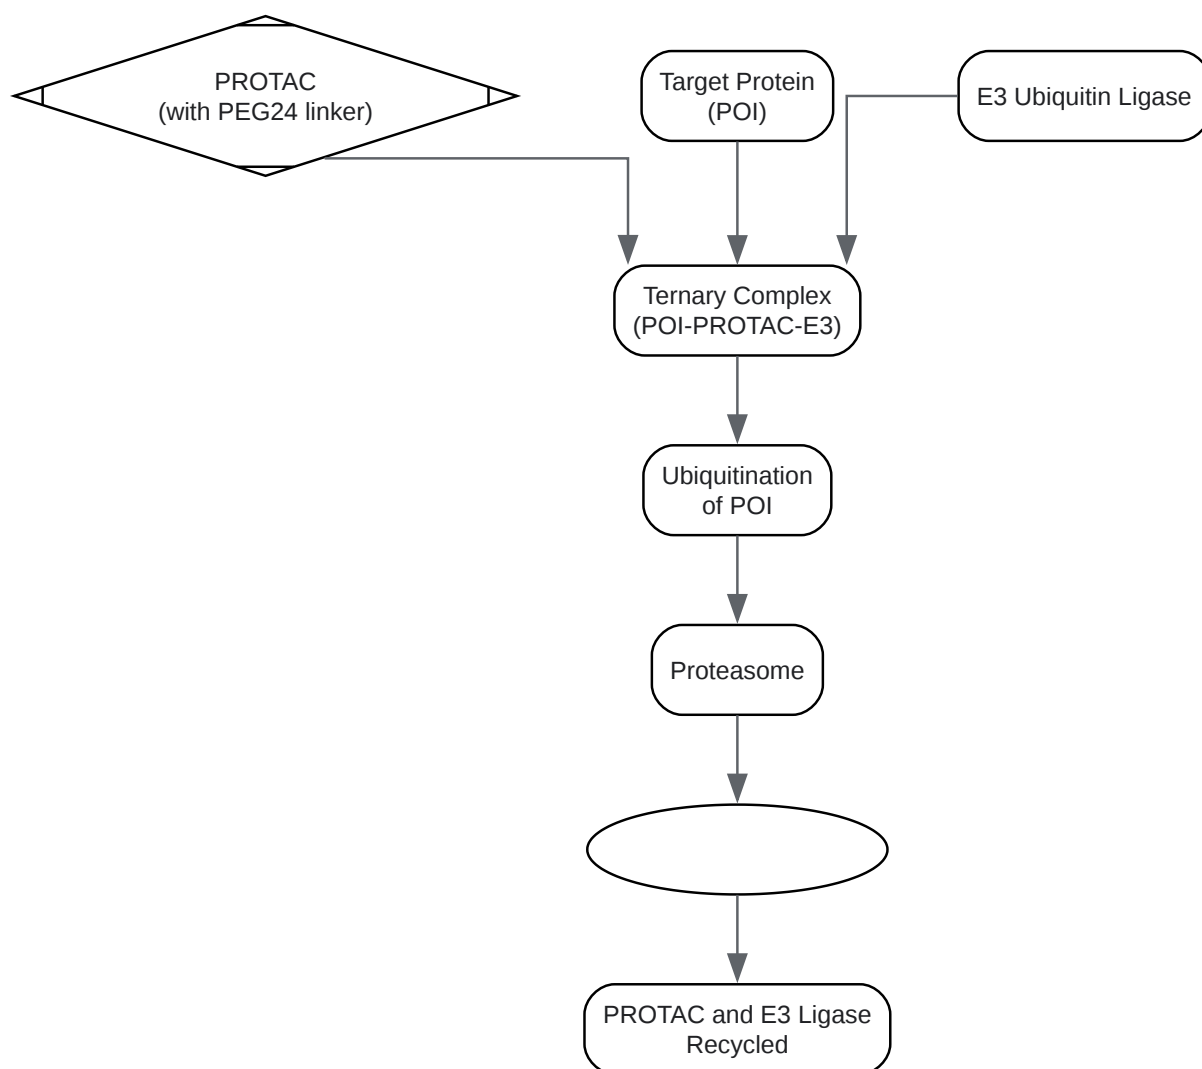 PROTAC
(with PEG24 linker)
Target Protein
(POI)
E3 Ubiquitin Ligase
Ternary Complex
(POI-PROTAC-E3)
Ubiquitination
of POI
Proteasome
PROTAC and E3 Ligase
Recycled